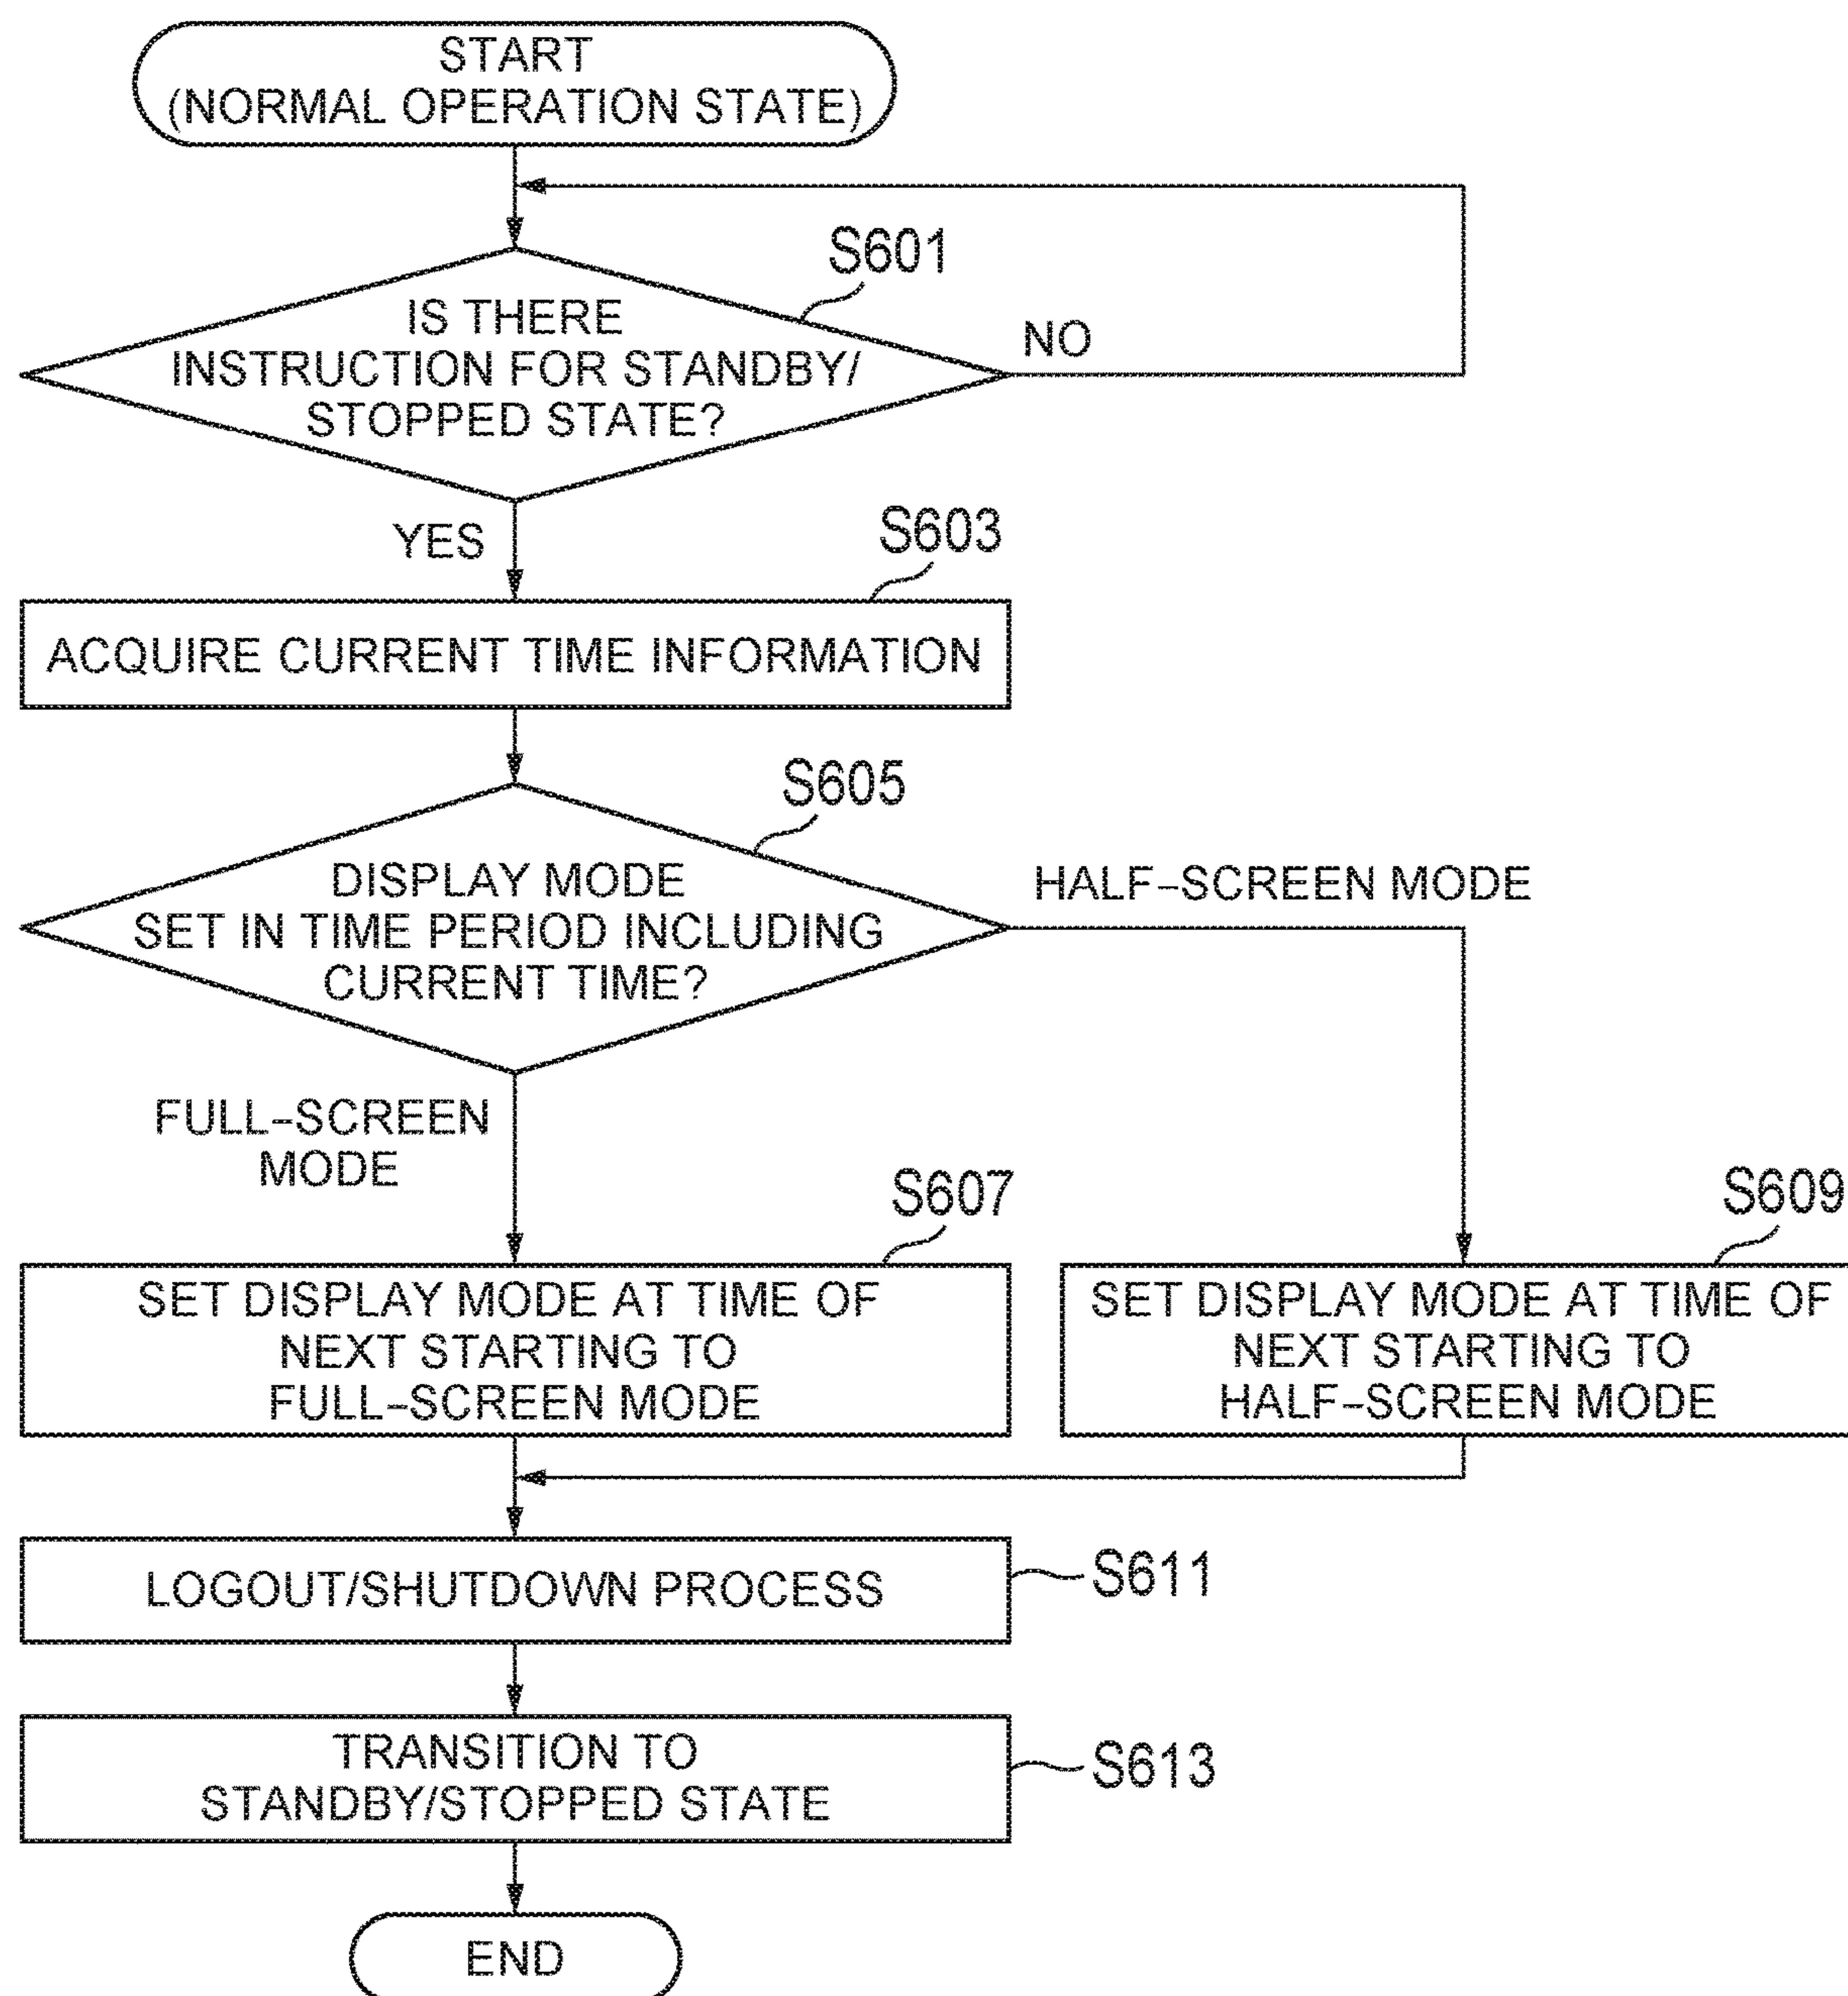 START
(NORMAL OPERATION STATE)
S601
IS THERE
INSTRUCTION FOR STANDBY/
STOPPED STATE?
NO
YES
S603
ACQUIRE CURRENT TIME INFORMATION
S605
DISPLAY MODE
SET IN TIME PERIOD INCLUDING
CURRENT TIME?
HALF-SCREEN MODE
FULL-SCREEN
MODE
S607
SET DISPLAY MODE AT TIME OF
NEXT STARTING TO
FULL-SCREEN MODE
S609
SET DISPLAY MODE AT TIME OF
NEXT STARTING TO
HALF-SCREEN MODE
LOGOUT/SHUTDOWN PROCESS
S611
TRANSITION TO
STANDBY/STOPPED STATE
S613
END